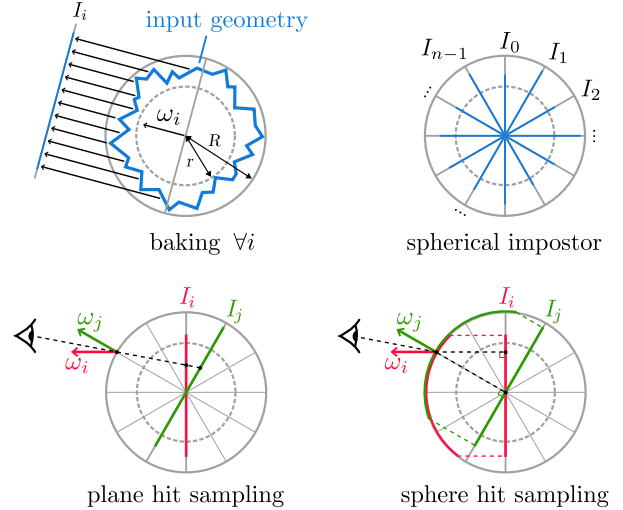 I_i
input geometry
ω_i
R
r
baking ∀i
I_{n-1}
I_0
I_1
I_2
...
...
...
spherical impostor
I_i
I_j
ω_j
ω_i
plane hit sampling
I_i
I_j
ω_j
ω_i
sphere hit sampling